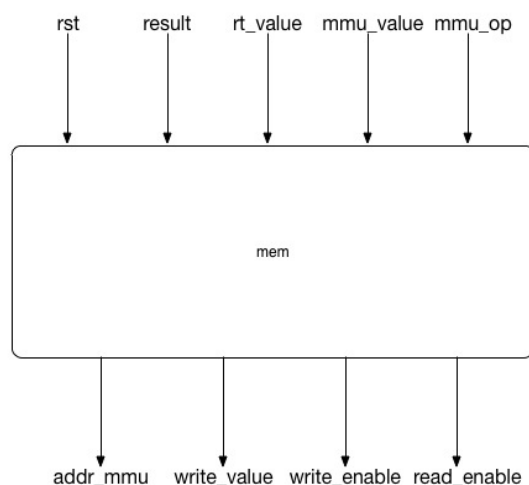 rst result rt_value mmu_value mmu_op
mem
addr_mmu write_value write_enable read_enable